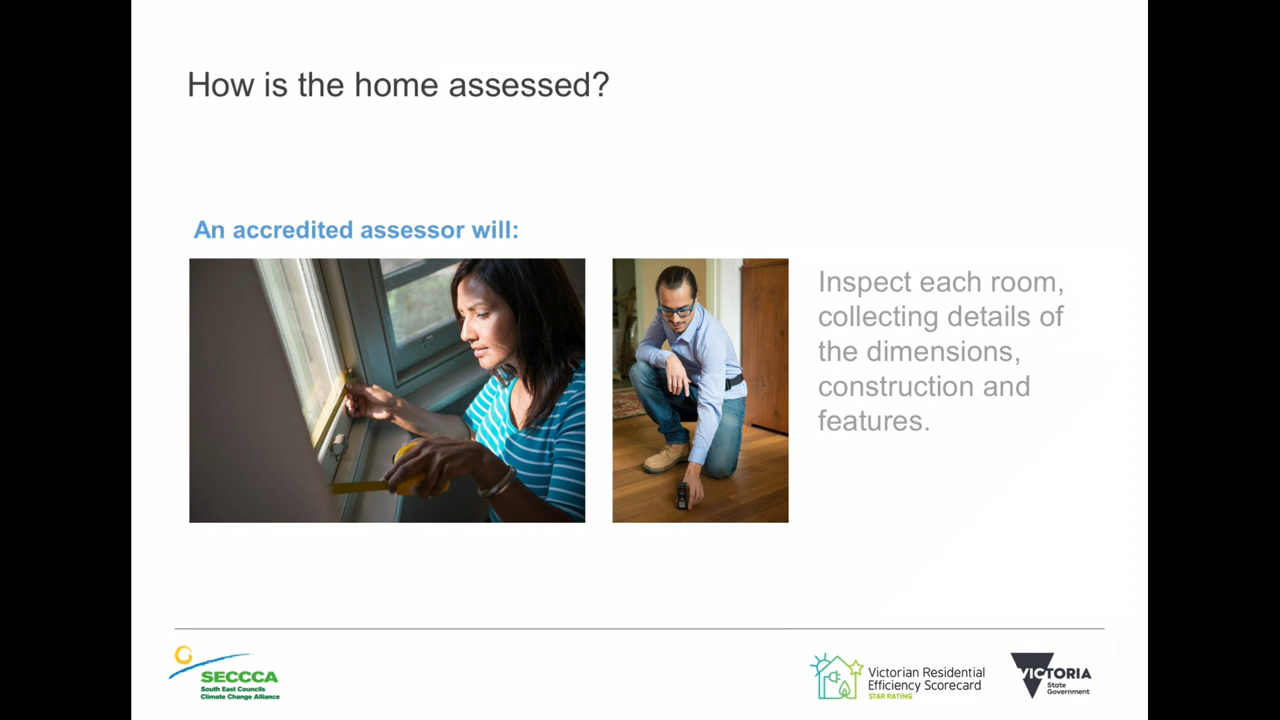 How is the home assessed?
An accredited assessor will:
Inspect each room,
collecting details of
the dimensions,
construction and
features.
SECCCA
South East Councils
Climate Change Alliance
Victorian Residential
Efficiency Scorecard
STAR RATING
VICTORIA
State
Government